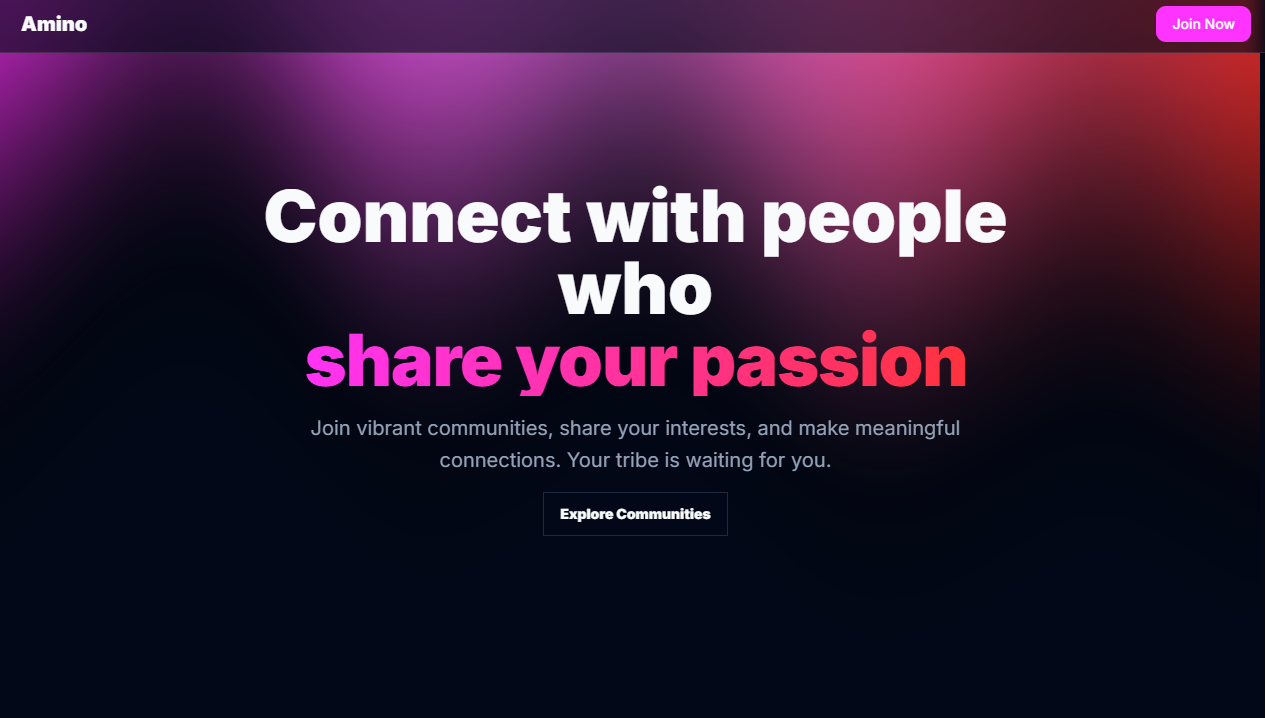 Amino
Join Now
Connect with people
who
share your passion
Join vibrant communities, share your interests, and make meaningful
connections. Your tribe is waiting for you.
Explore Communities